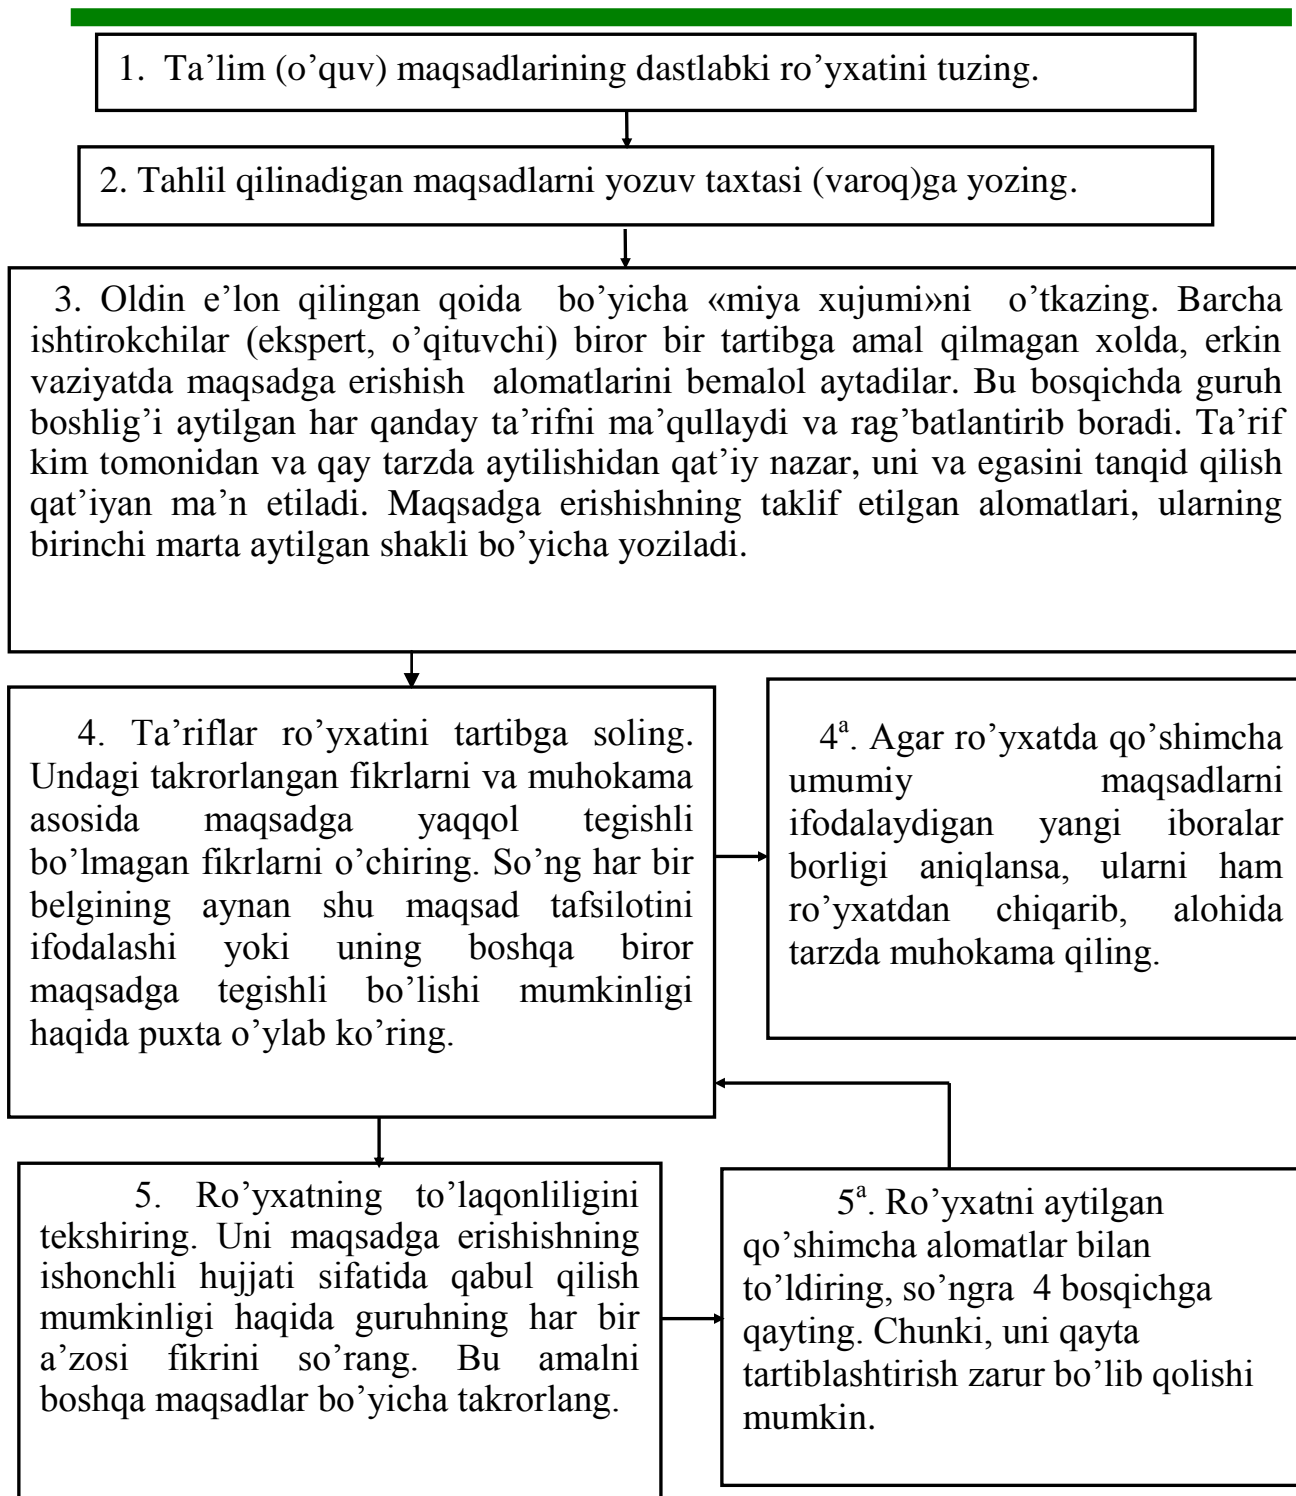 1. Ta’lim (o’quv) maqsadlarining dastlabki ro’yxatini tuzing.
2. Tahlil qilinadigan maqsadlarni yozuv taxtasi (varoq)ga yozing.
3. Oldin e’lon qilingan qoida bo’yicha «miya xujumi»ni o’tkazing. Barcha
ishtirokchilar (ekspert, o’qituvchi) biror bir tartibga amal qilmagan xolda, erkin
vaziyatda maqsadga erishish alomatlarini bemalol aytadilar. Bu bosqichda guruh
boshlig’i aytilgan har qanday ta’rifni ma’qullaydi va rag’batlantirib boradi. Ta’rif
kim tomonidan va qay tarzda aytilishidan qat’iy nazar, uni va egasini tanqid qilish
qat’iyan ma’n etiladi. Maqsadga erishishning taklif etilgan alomatlari, ularning
birinchi marta aytilgan shakli bo’yicha yoziladi.
4. Ta’riflar ro’yxatini tartibga soling.
Undagi takrorlangan fikrlarni va muhokama
asosida maqsadga yaqqol tegishli
bo’lmagan fikrlarni o’chiring. So’ng har bir
belgining aynan shu maqsad tafsilotini
ifodalashi yoki uning boshqa biror
maqsadga tegishli bo’lishi mumkinligi
haqida puxta o’ylab ko’ring.
4ª. Agar ro’yxatda qo’shimcha
umumiy maqsadlarni
ifodalaydigan yangi iboralar
borligi aniqlansa, ularni ham
ro’yxatdan chiqarib, alohida
tarzda muhokama qiling.
5. Ro’yxatning to’laqonliligini
tekshiring. Uni maqsadga erishishning
ishonchli hujjati sifatida qabul qilish
mumkinligi haqida guruhning har bir
a’zosi fikrini so’rang. Bu amalni
boshqa maqsadlar bo’yicha takrorlang.
5ª. Ro’yxatni aytilgan
qo’shimcha alomatlar bilan
to’ldiring, so’ngra 4 bosqichga
qayting. Chunki, uni qayta
tartiblashtirish zarur bo’lib qolishi
mumkin.